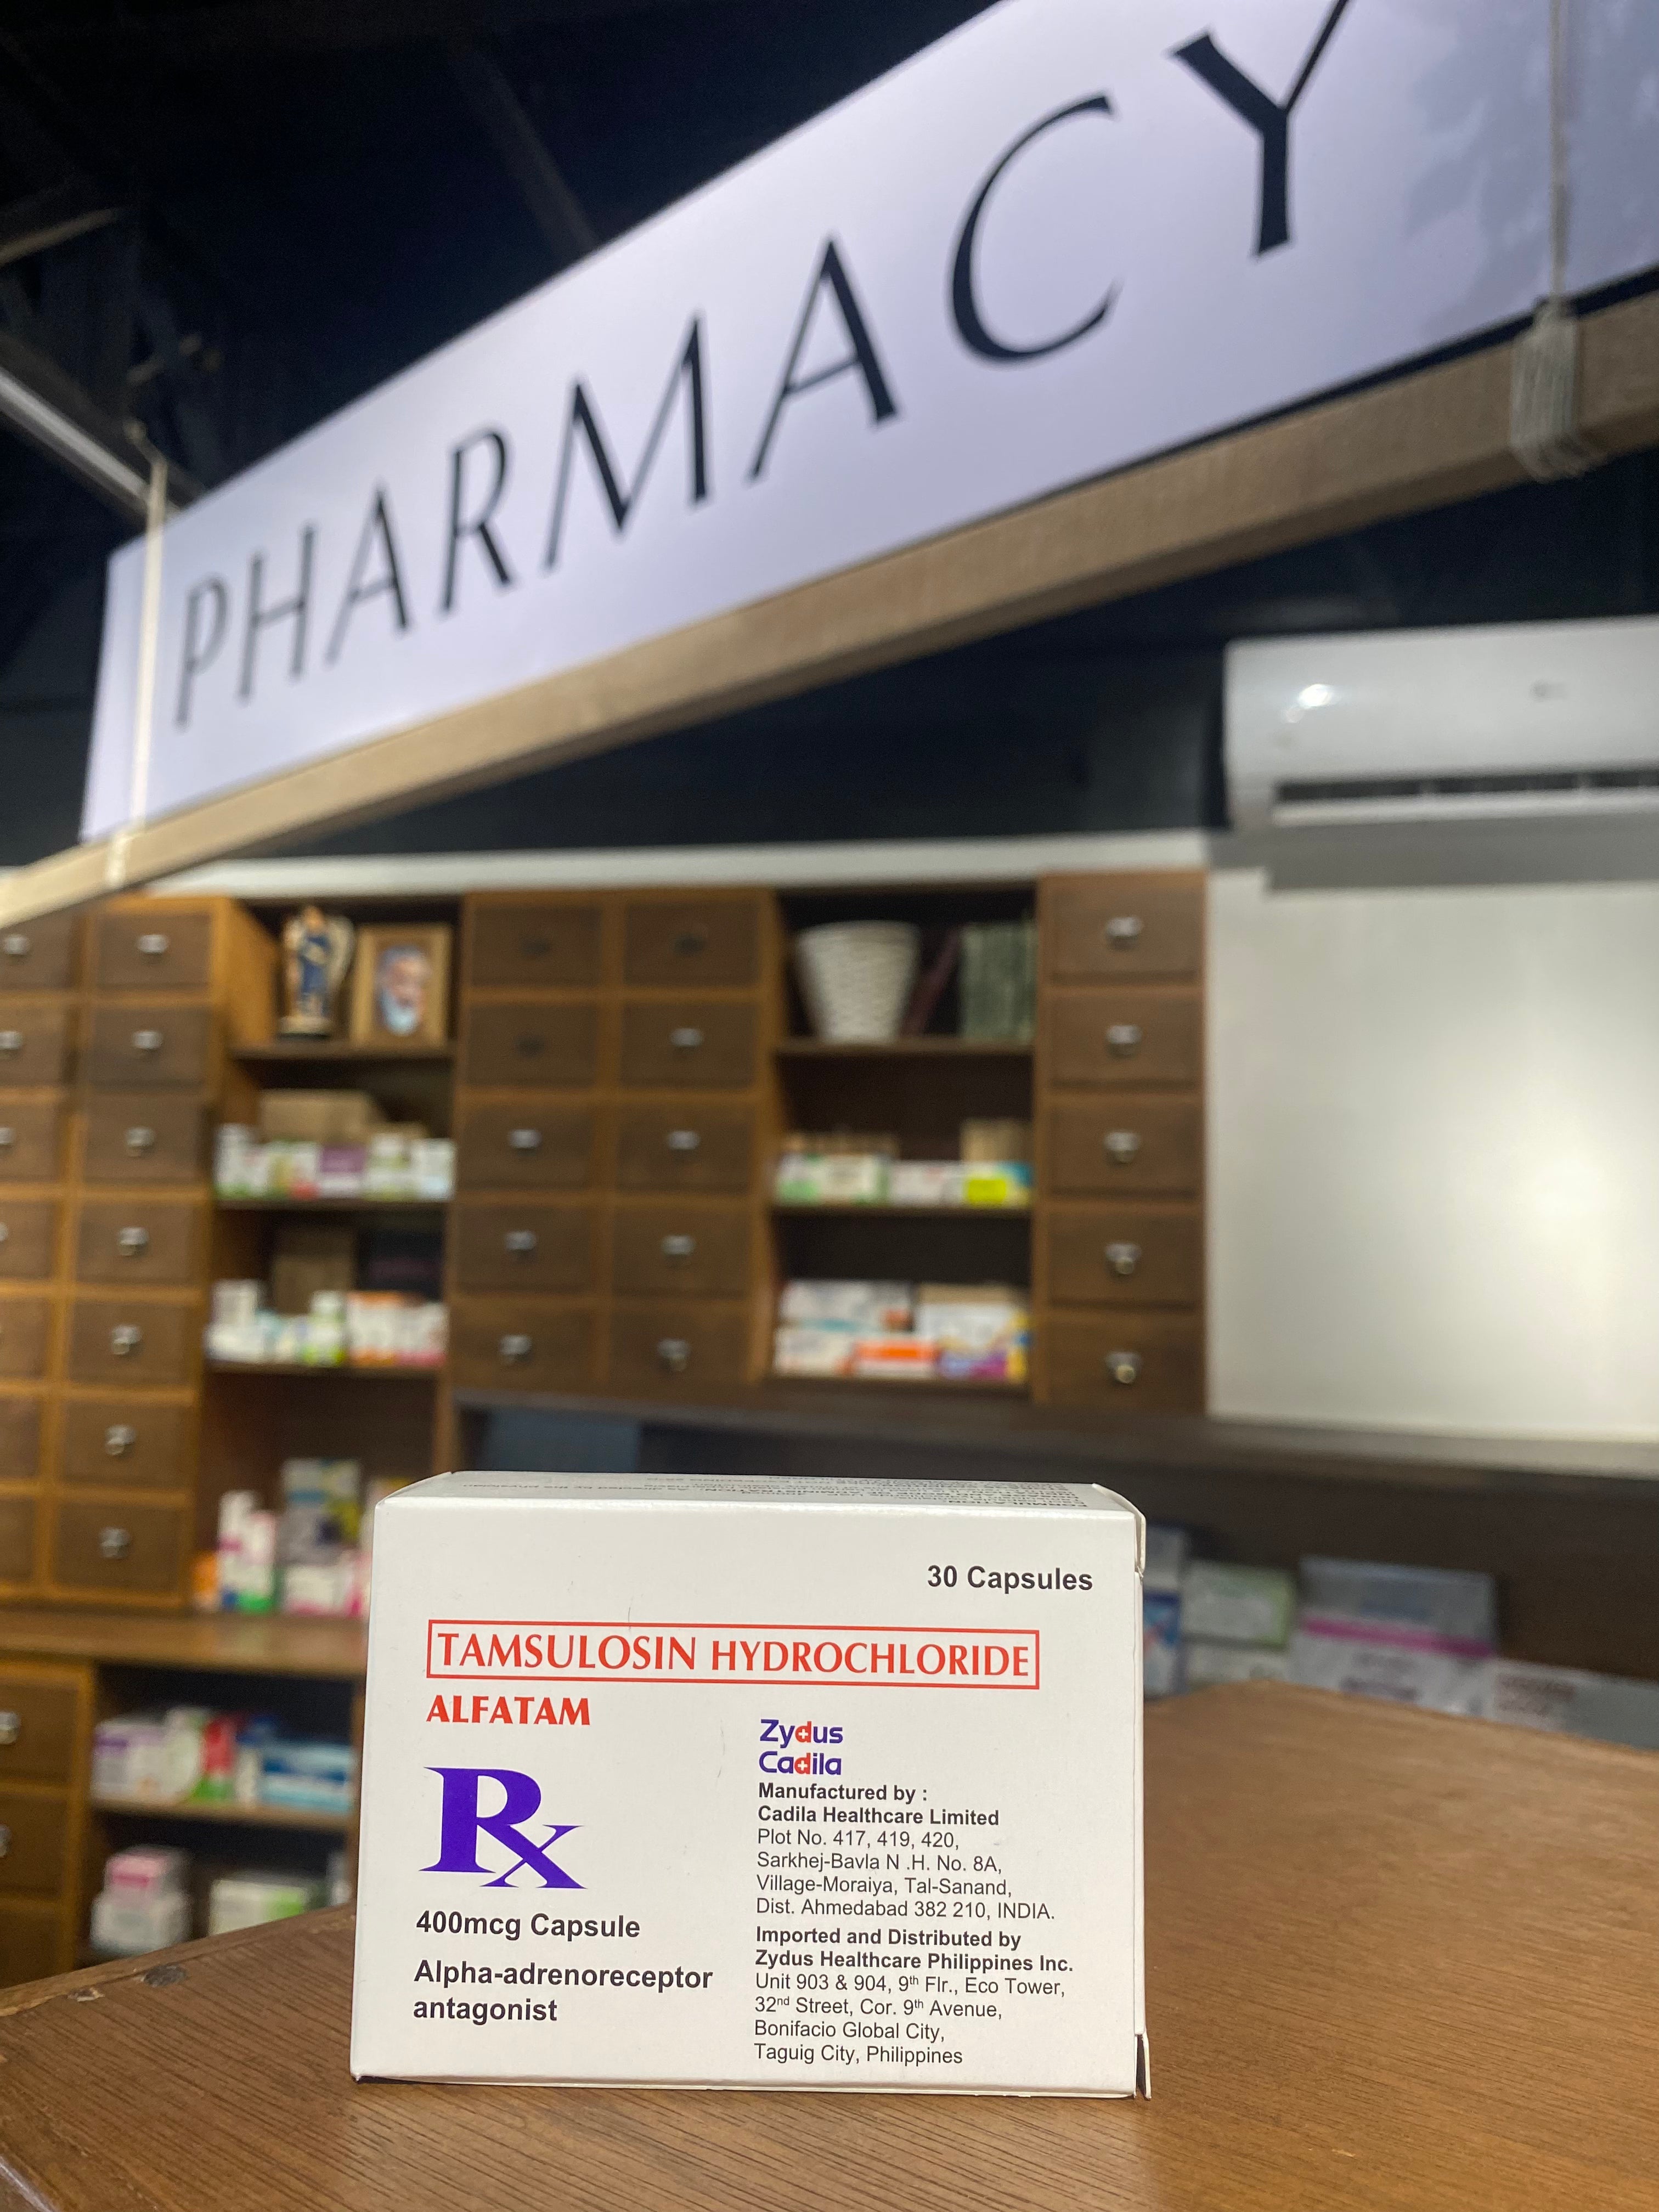 PHARMACY
30 Capsules
TAMSULOSIN HYDROCHLORIDE
ALFATAM
Rx
400mcg Capsule
Alpha-adrenoreceptor
antagonist
Zydus
Cadila
Manufactured by :
Cadila Healthcare Limited
Plot No. 417, 419, 420,
Sarkhej-Bavla N .H. No. 8A,
Village-Moraiya, Tal-Sanand,
Dist. Ahmedabad 382 210, INDIA.
Imported and Distributed by
Zydus Healthcare Philippines Inc.
Unit 903 & 904, 9th Flr., Eco Tower,
32nd Street, Cor. 9th Avenue,
Bonifacio Global City,
Taguig City, Philippines